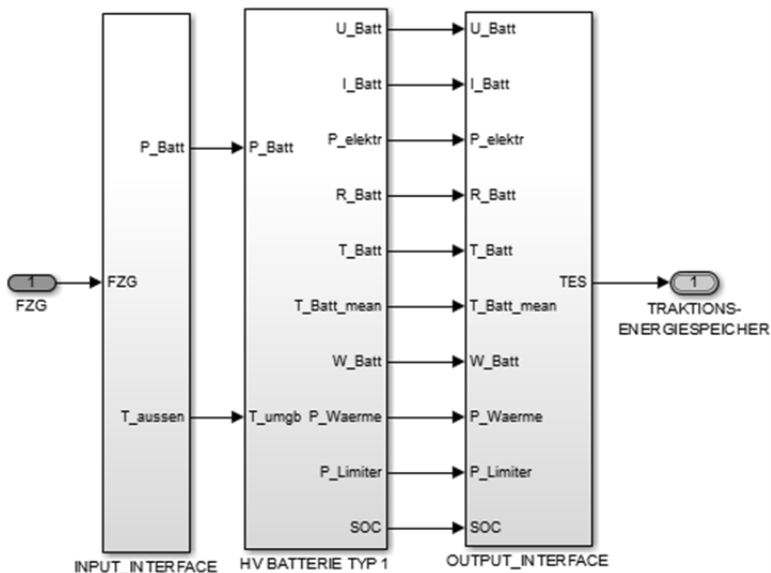 U_Batt U_Batt
I_Batt I_Batt
P_elektr P_elektr
P_Batt P_Batt
R_Batt R_Batt
T_Batt T_Batt
1 FZG TES 1
FZG
T_Batt_mean T_Batt_mean
TRAKTIONS-
ENERGIESPEICHER
W_Batt W_Batt
T_aussen T_umgb P_Waerme P_Waerme
P_Limiter P_Limiter
SOC SOC
INPUT_INTERFACE HV BATTERIE TYP 1 OUTPUT_INTERFACE